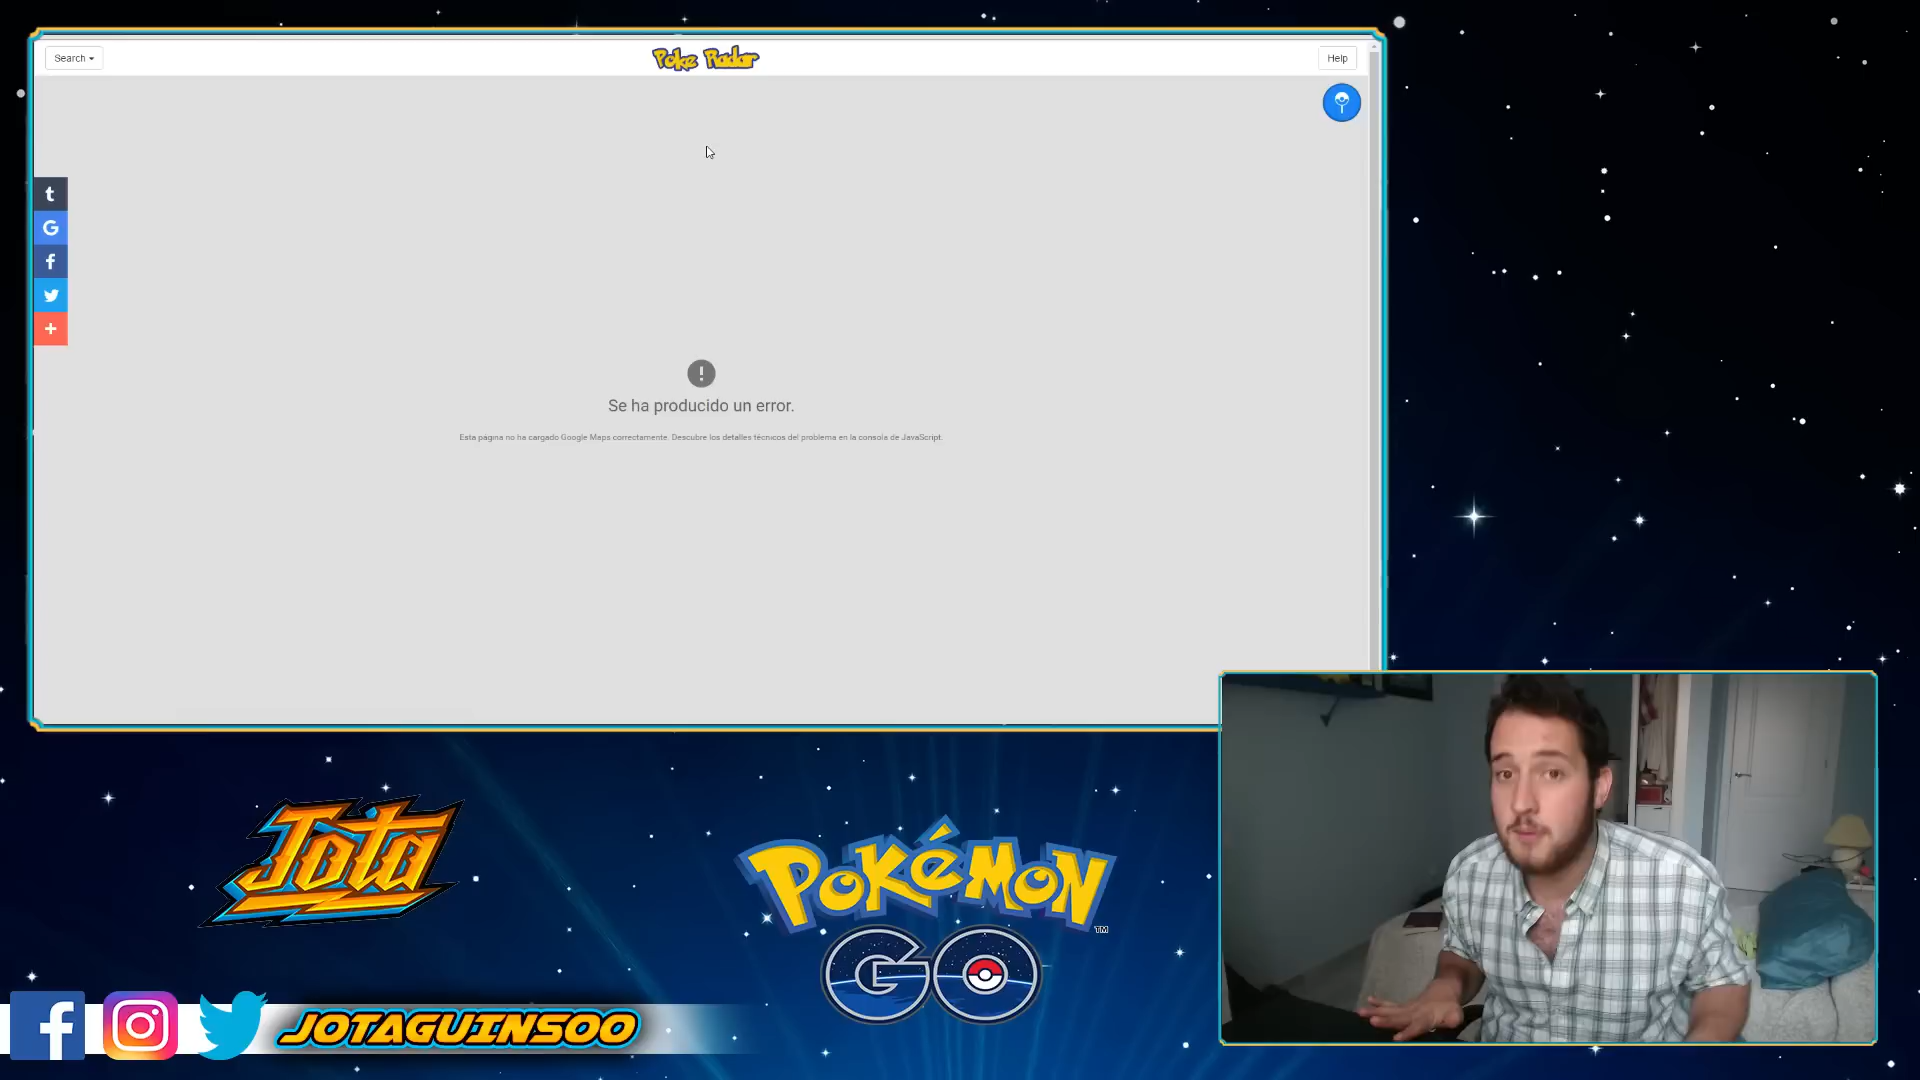 Search
Poke Radar
Help
t
G
f
+
!
Se ha producido un error.
Esta página no ha cargado Google Maps correctamente. Descubre los detalles técnicos del problema en la consola de JavaScript.
Jota
POKÉMON
TM
GO
f
JOTAGUINSOO